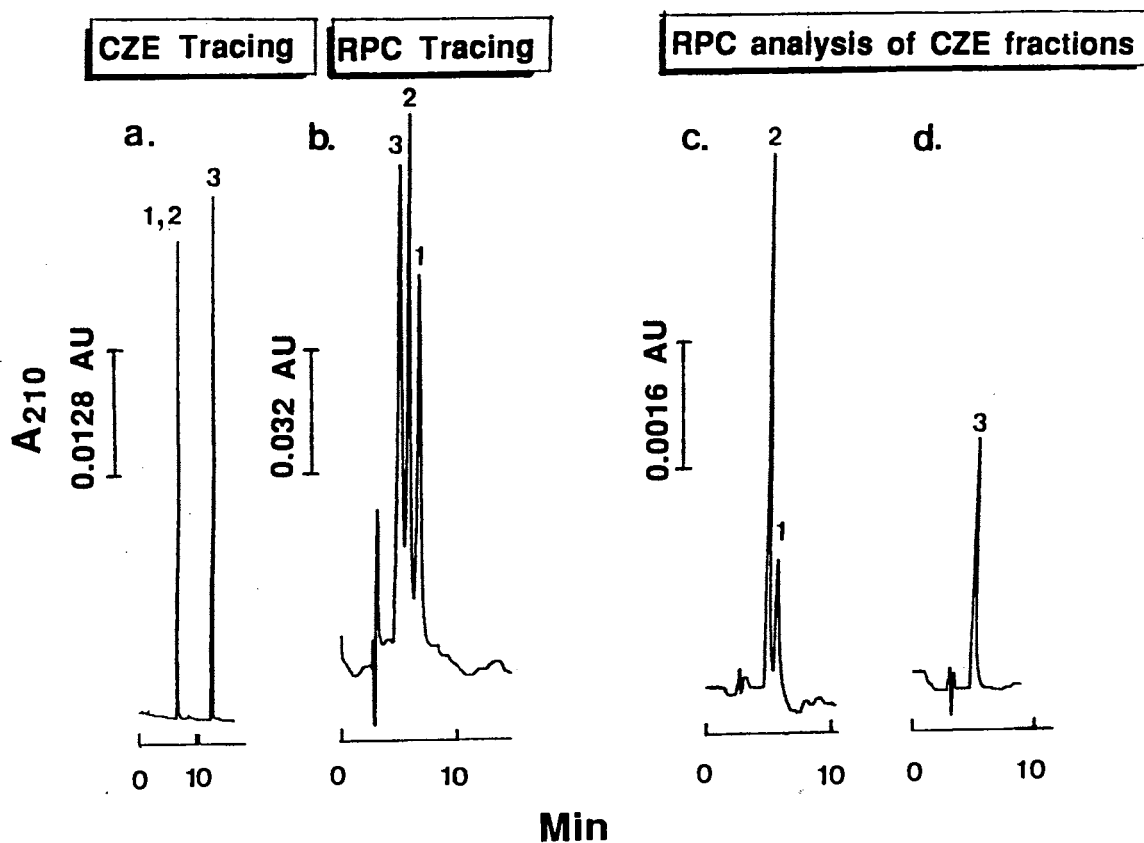 CZE Tracing
RPC Tracing
RPC analysis of CZE fractions
a.
1,2
3
b.
3
2
1
c.
2
1
d.
3
A210
0.0128 AU
0.032 AU
0.0016 AU
0 10
0 10
0 10
0 10
Min